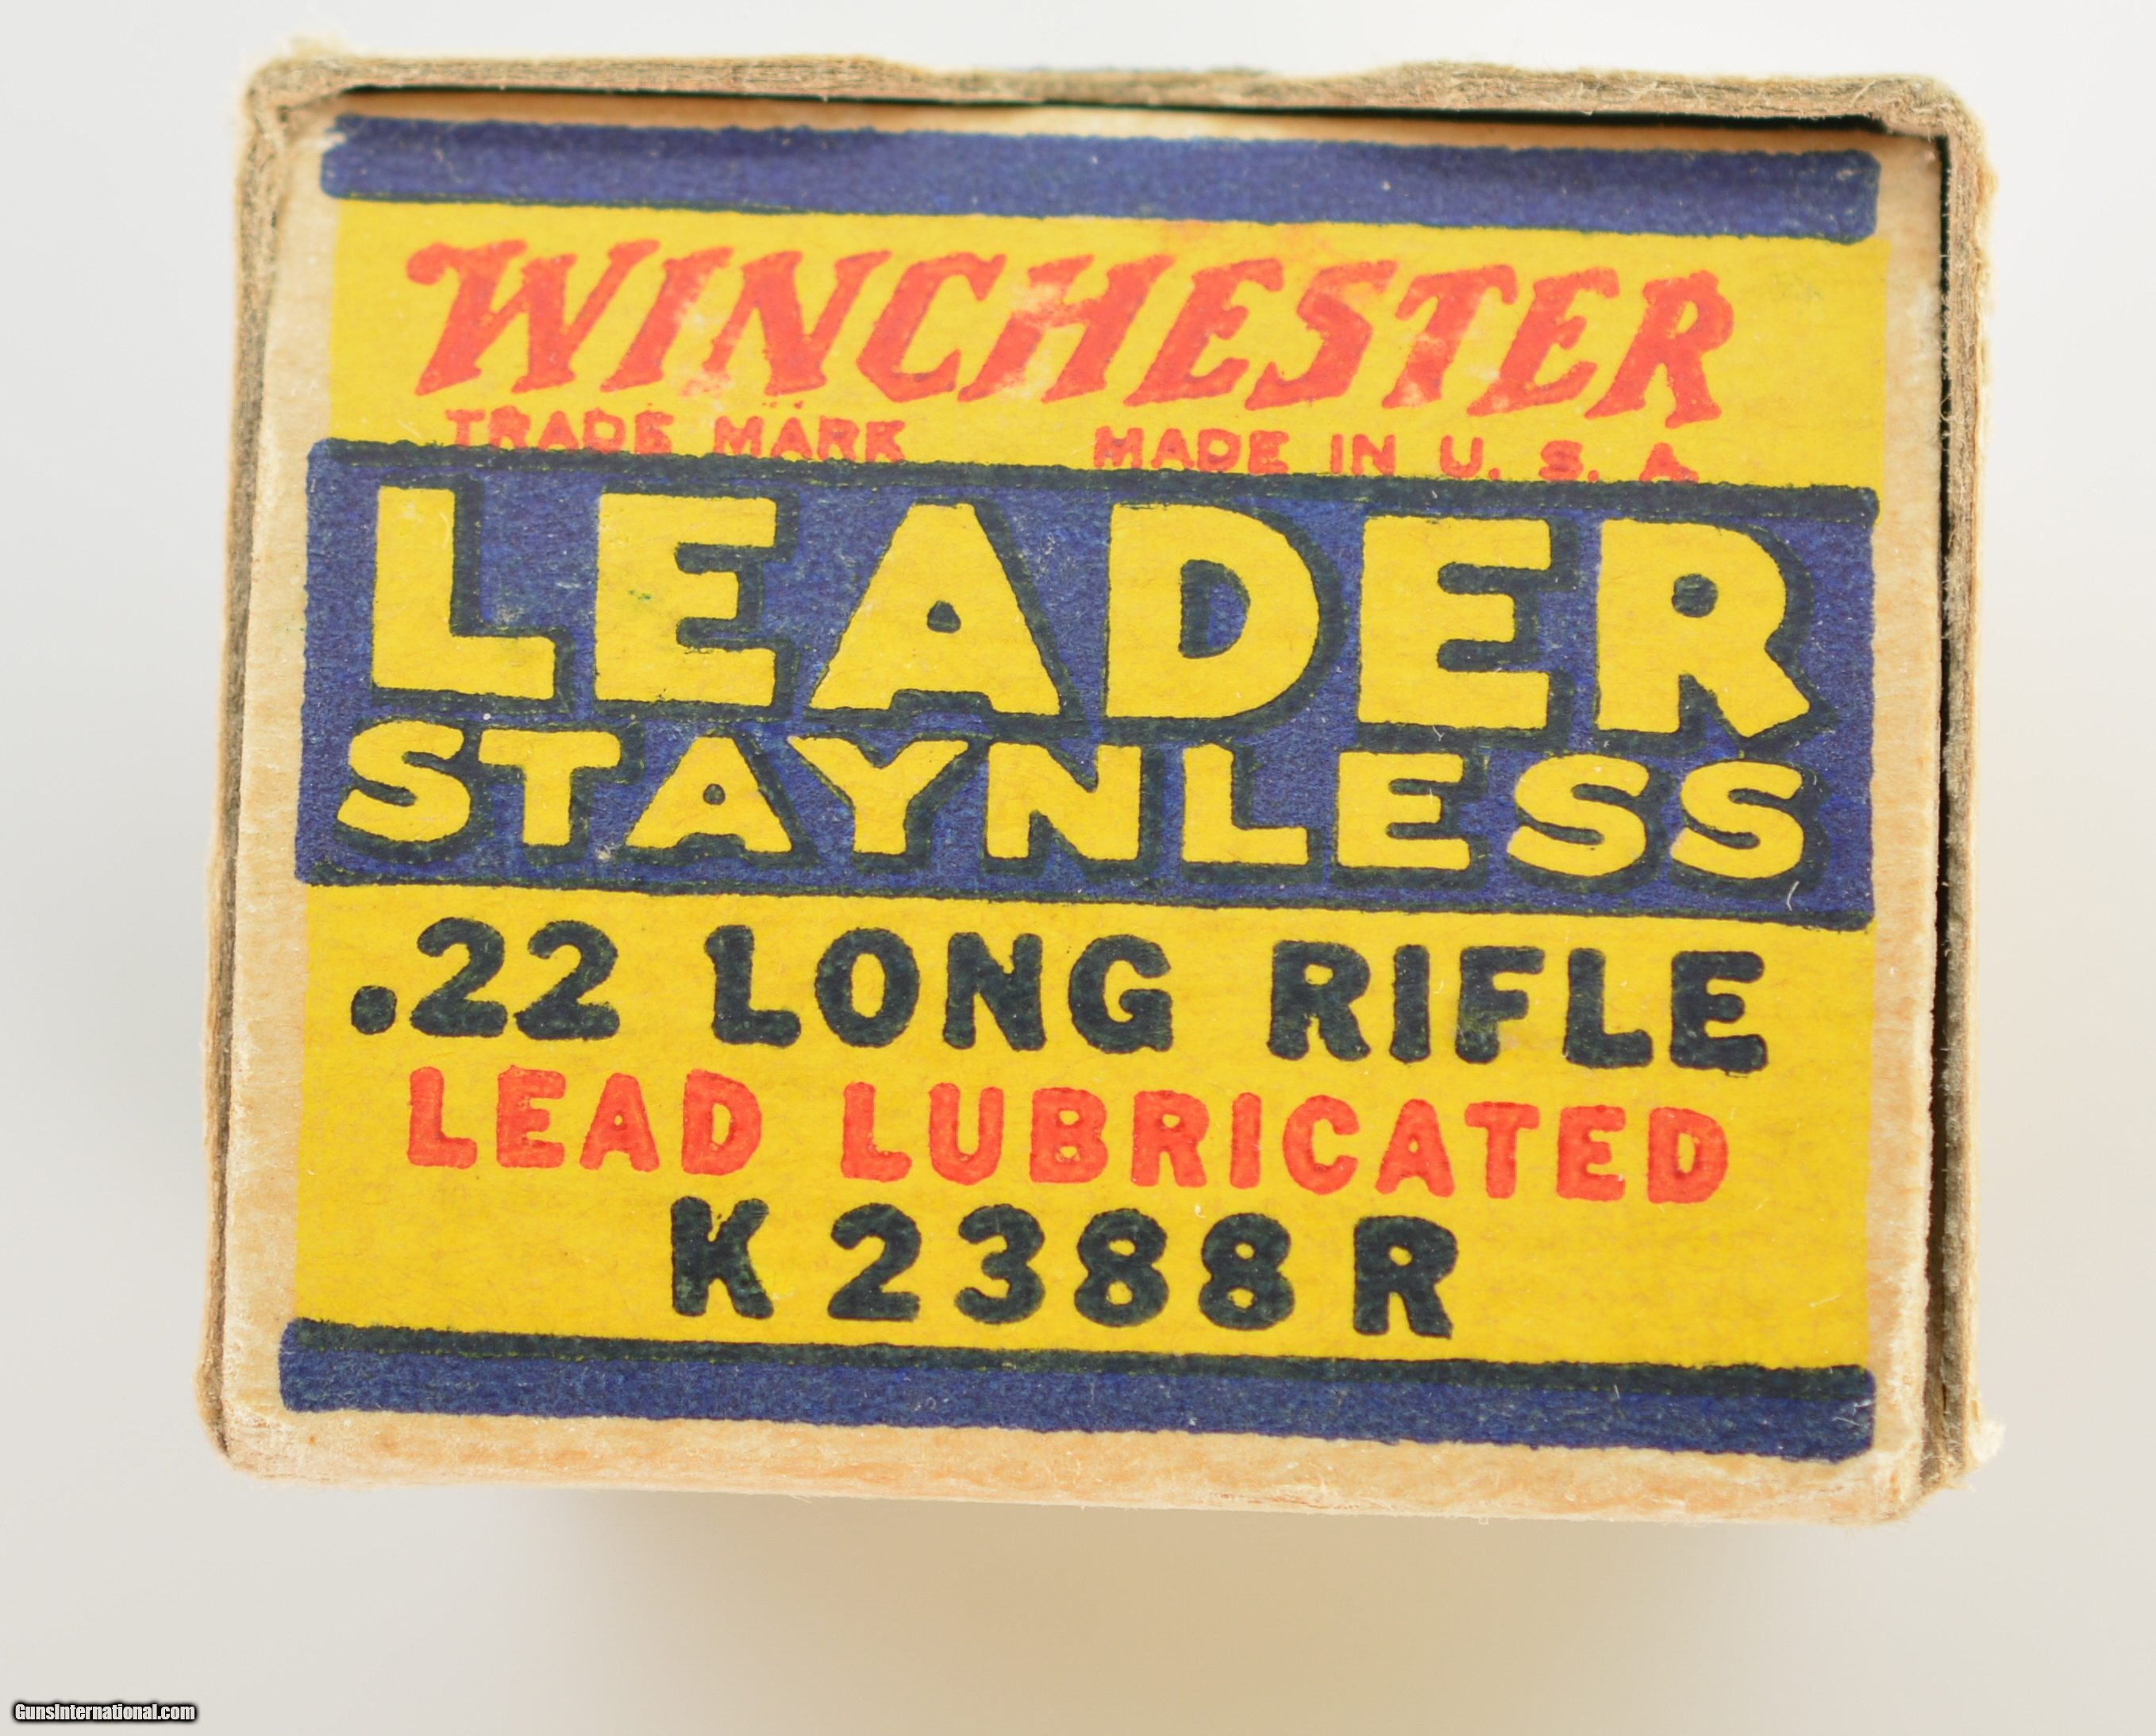 WINCHESTER
TRADE MARK MADE IN U. S. A.
LEADER
STAYNLESS
.22 LONG RIFLE
LEAD LUBRICATED
K 2388 R
GunsInternational.com